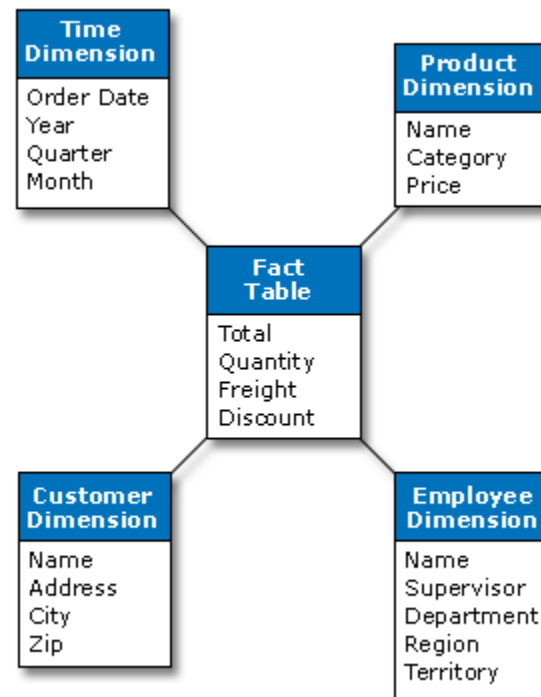 Time
Dimension
Order Date
Year
Quarter
Month
Product
Dimension
Name
Category
Price
Fact
Table
Total
Quantity
Freight
Discount
Customer
Dimension
Name
Address
City
Zip
Employee
Dimension
Name
Supervisor
Department
Region
Territory